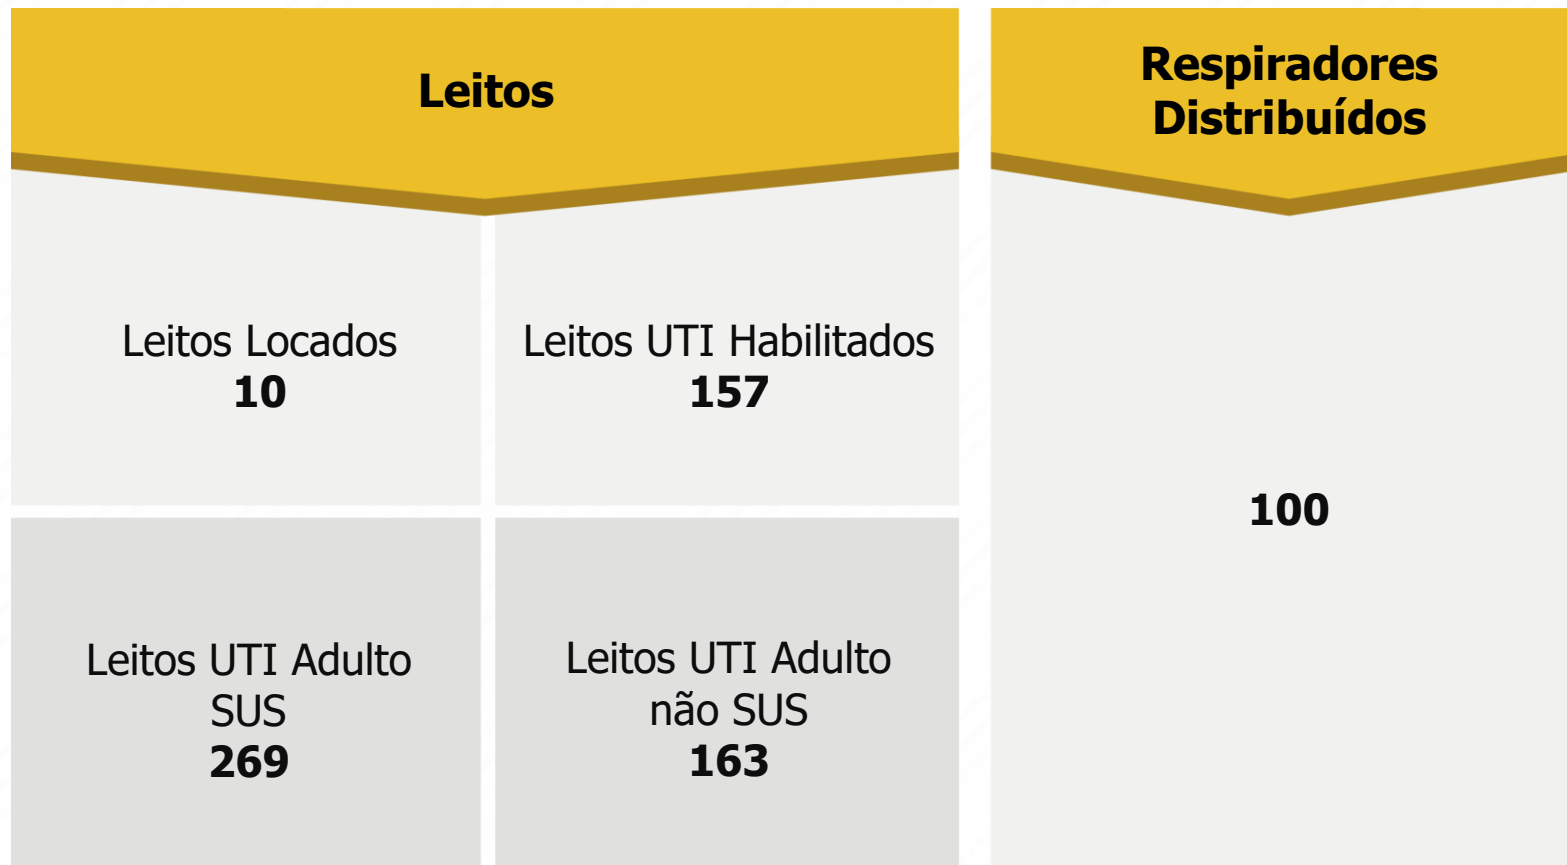 Leitos
Leitos Locados
10
Leitos UTI Habilitados
157
Leitos UTI Adulto
SUS
269
Leitos UTI Adulto
não SUS
163
Respiradores
Distribuídos
100